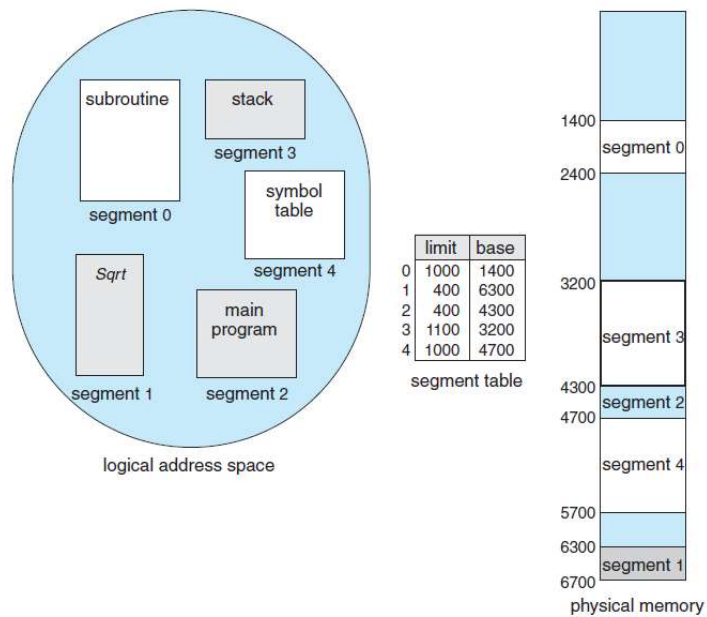 subroutine
segment 0
stack
segment 3
symbol
table
segment 4
Sqrt
segment 1
main
program
segment 2
logical address space
limit base
0 1000 1400
1 400 6300
2 400 4300
3 1100 3200
4 1000 4700
segment table
1400
segment 0
2400
3200
segment 3
4300
segment 2
4700
segment 4
5700
6300
segment 1
6700
physical memory